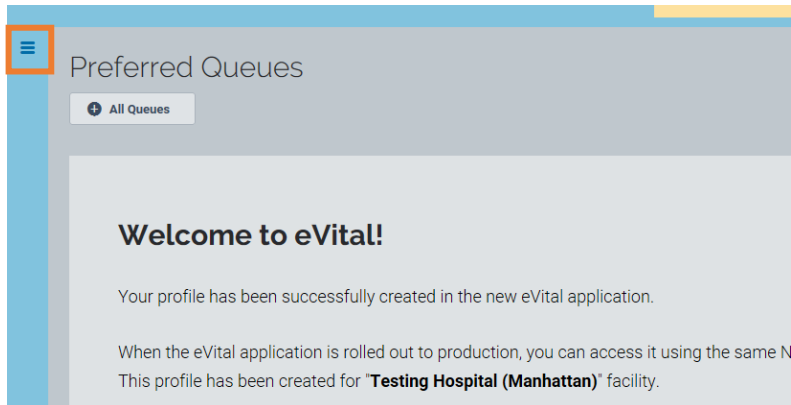 Preferred Queues
All Queues
Welcome to eVital!
Your profile has been successfully created in the new eVital application.
When the eVital application is rolled out to production, you can access it using the same N
This profile has been created for "Testing Hospital (Manhattan)" facility.